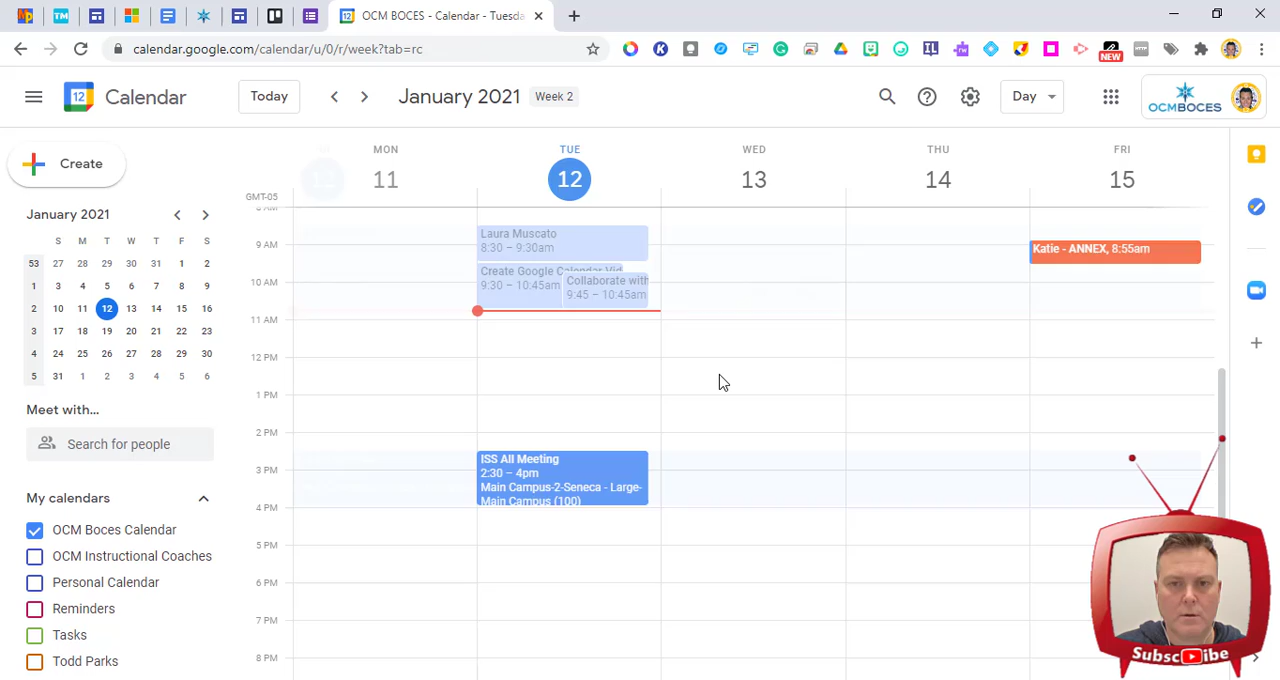 OCM BOCES - Calendar - Tuesda
calendar.google.com/calendar/u/0/r/week?tab=rc
NEW
12
Calendar
Today
January 2021
Week 2
Day
OCMBOCES
Create
MON
TUE
WED
THU
FRI
11
12
13
14
15
GMT-05
January 2021
S M T W T F S
53 27 28 29 30 31 1 2
1 3 4 5 6 7 8 9
2 10 11 12 13 14 15 16
3 17 18 19 20 21 22 23
4 24 25 26 27 28 29 30
5 31 1 2 3 4 5 6
Meet with...
Search for people
My calendars
OCM Boces Calendar
OCM Instructional Coaches
Personal Calendar
Reminders
Tasks
Todd Parks
8 AM
9 AM
10 AM
11 AM
12 PM
1 PM
2 PM
3 PM
4 PM
5 PM
6 PM
7 PM
8 PM
Laura Muscato
8:30 – 9:30am
Create Google Calendar Vid
9:30 – 10:45am
Collaborate with
9:45 – 10:45am
ISS All Meeting
2:30 – 4pm
Main Campus-2-Seneca - Large-
Main Campus (100)
Katie - ANNEX, 8:55am
Subscribe